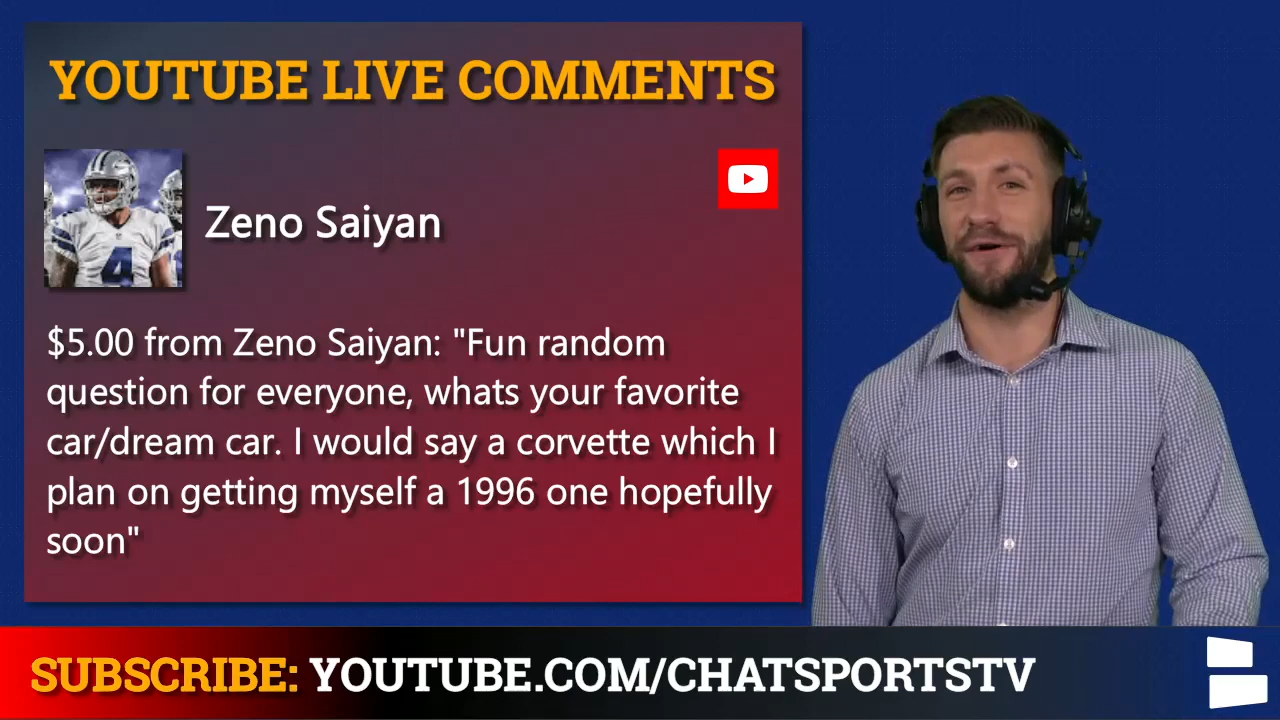 YOUTUBE LIVE COMMENTS
Zeno Saiyan
$5.00 from Zeno Saiyan: "Fun random
question for everyone, whats your favorite
car/dream car. I would say a corvette which I
plan on getting myself a 1996 one hopefully
soon"
4
SUBSCRIBE: YOUTUBE.COM/CHATSPORTSTV